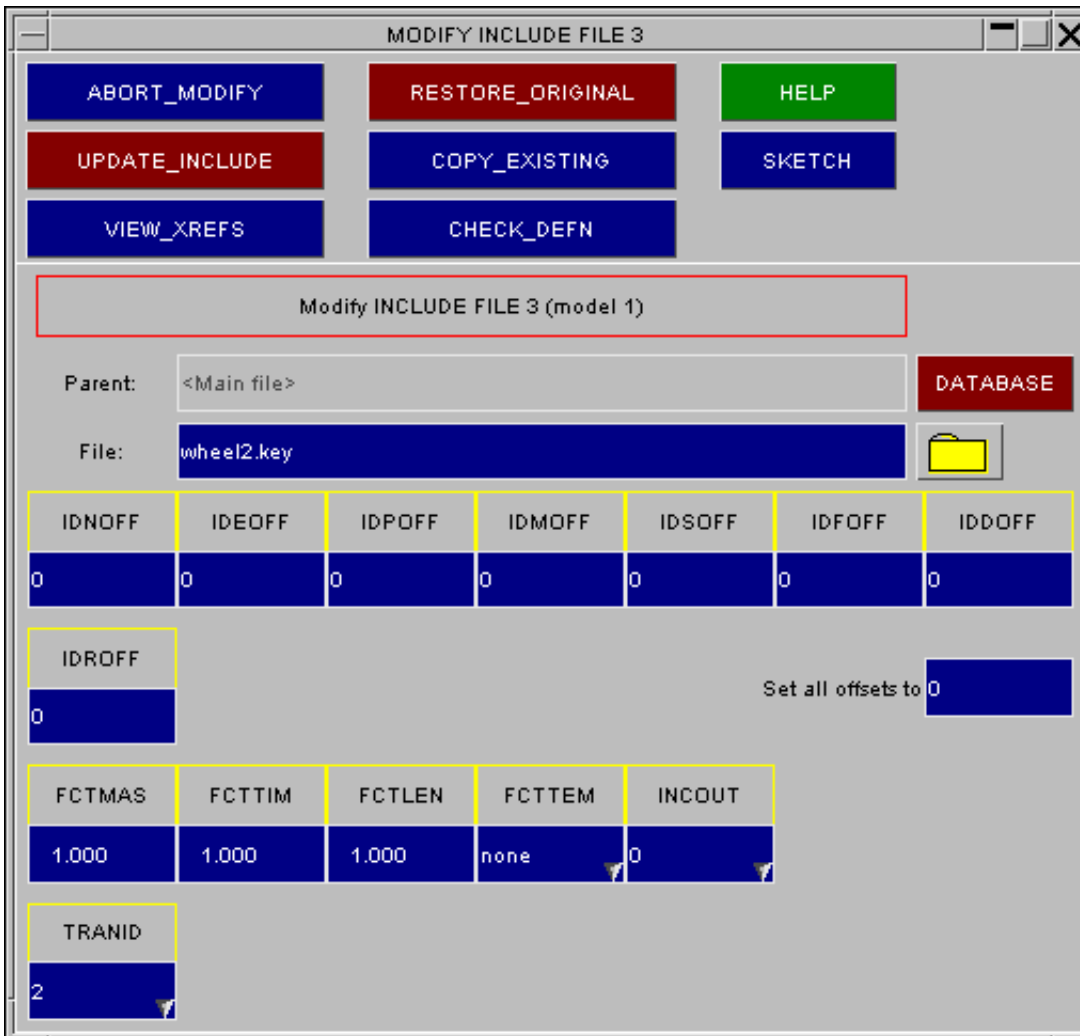 MODIFY INCLUDE FILE 3
ABORT_MODIFY RESTORE_ORIGINAL HELP
UPDATE_INCLUDE COPY_EXISTING SKETCH
VIEW_XREFS CHECK_DEFN
Modify INCLUDE FILE 3 (model 1)
Parent: <Main file> DATABASE
File: wheel2.key
IDNOFF IDEOFF IDPOFF IDMOFF IDSOFF IDFOFF IDDOFF
0 0 0 0 0 0 0
IDROFF
Set all offsets to 0
0
FCTMAS FCTTIM FCTLEN FCTTEM INCOUT
1.000 1.000 1.000 none 0
TRANID
2